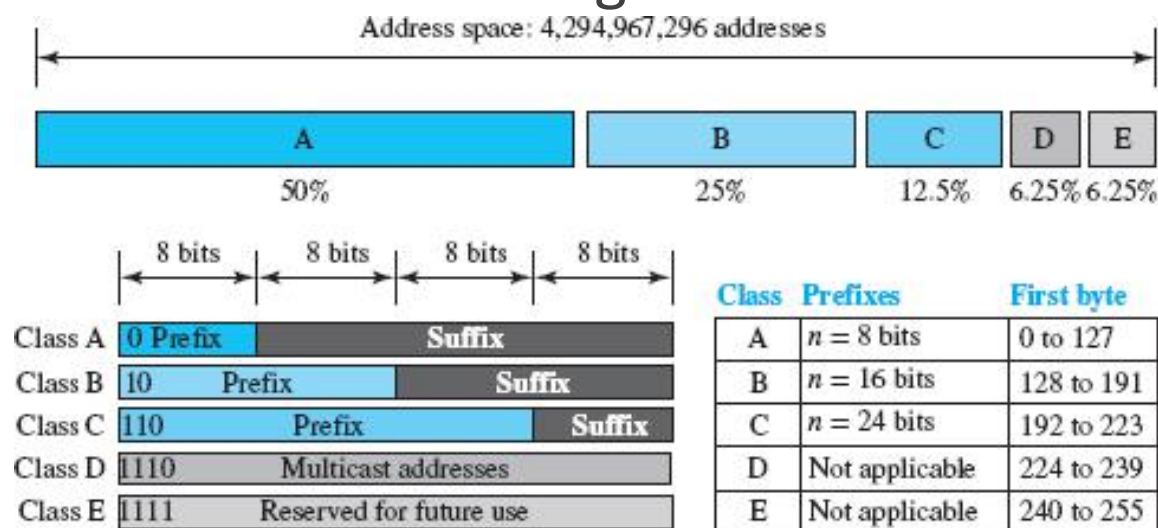 Address space: 4,294,967,296 addresses
A B C D E
50% 25% 12.5% 6.25% 6.25%
8 bits 8 bits 8 bits 8 bits
Class A 0 Prefix Suffix
Class B 10 Prefix Suffix
Class C 110 Prefix Suffix
Class D 1110 Multicast addresses
Class E 1111 Reserved for future use
Class Prefixes First byte
A n = 8 bits 0 to 127
B n = 16 bits 128 to 191
C n = 24 bits 192 to 223
D Not applicable 224 to 239
E Not applicable 240 to 255